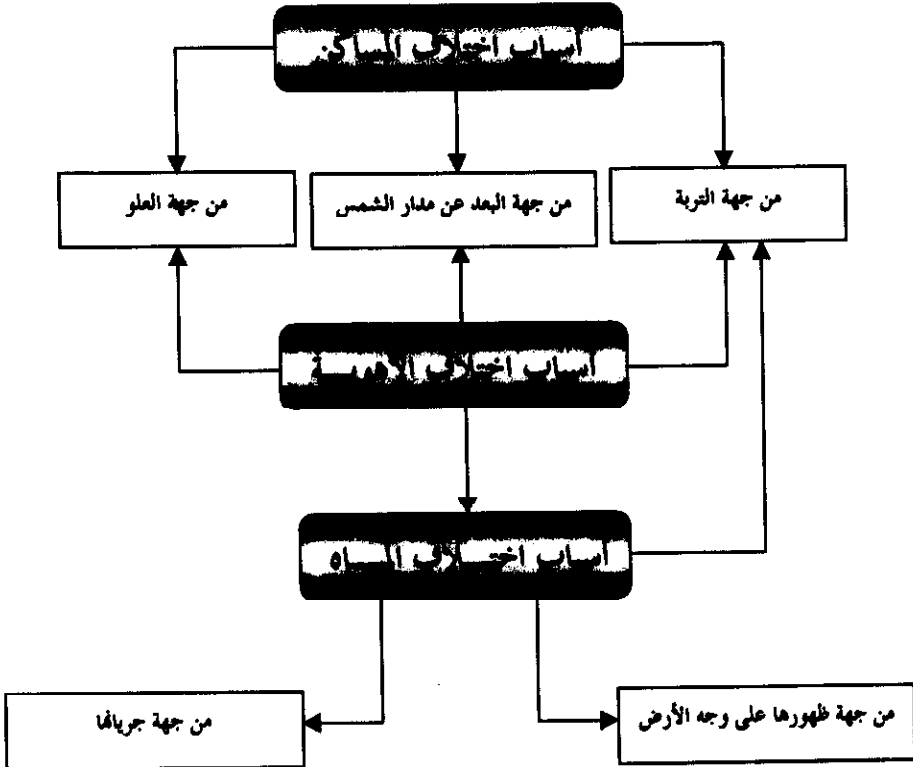 أسباب اختلاف المساكن
من جهة التربة
من جهة البعد عن مدار الشمس
من جهة العلو
أسباب اختلاف الأهوية
أسباب اختلاف المياه
من جهة ظهورها على وجه الأرض
من جهة جريانها